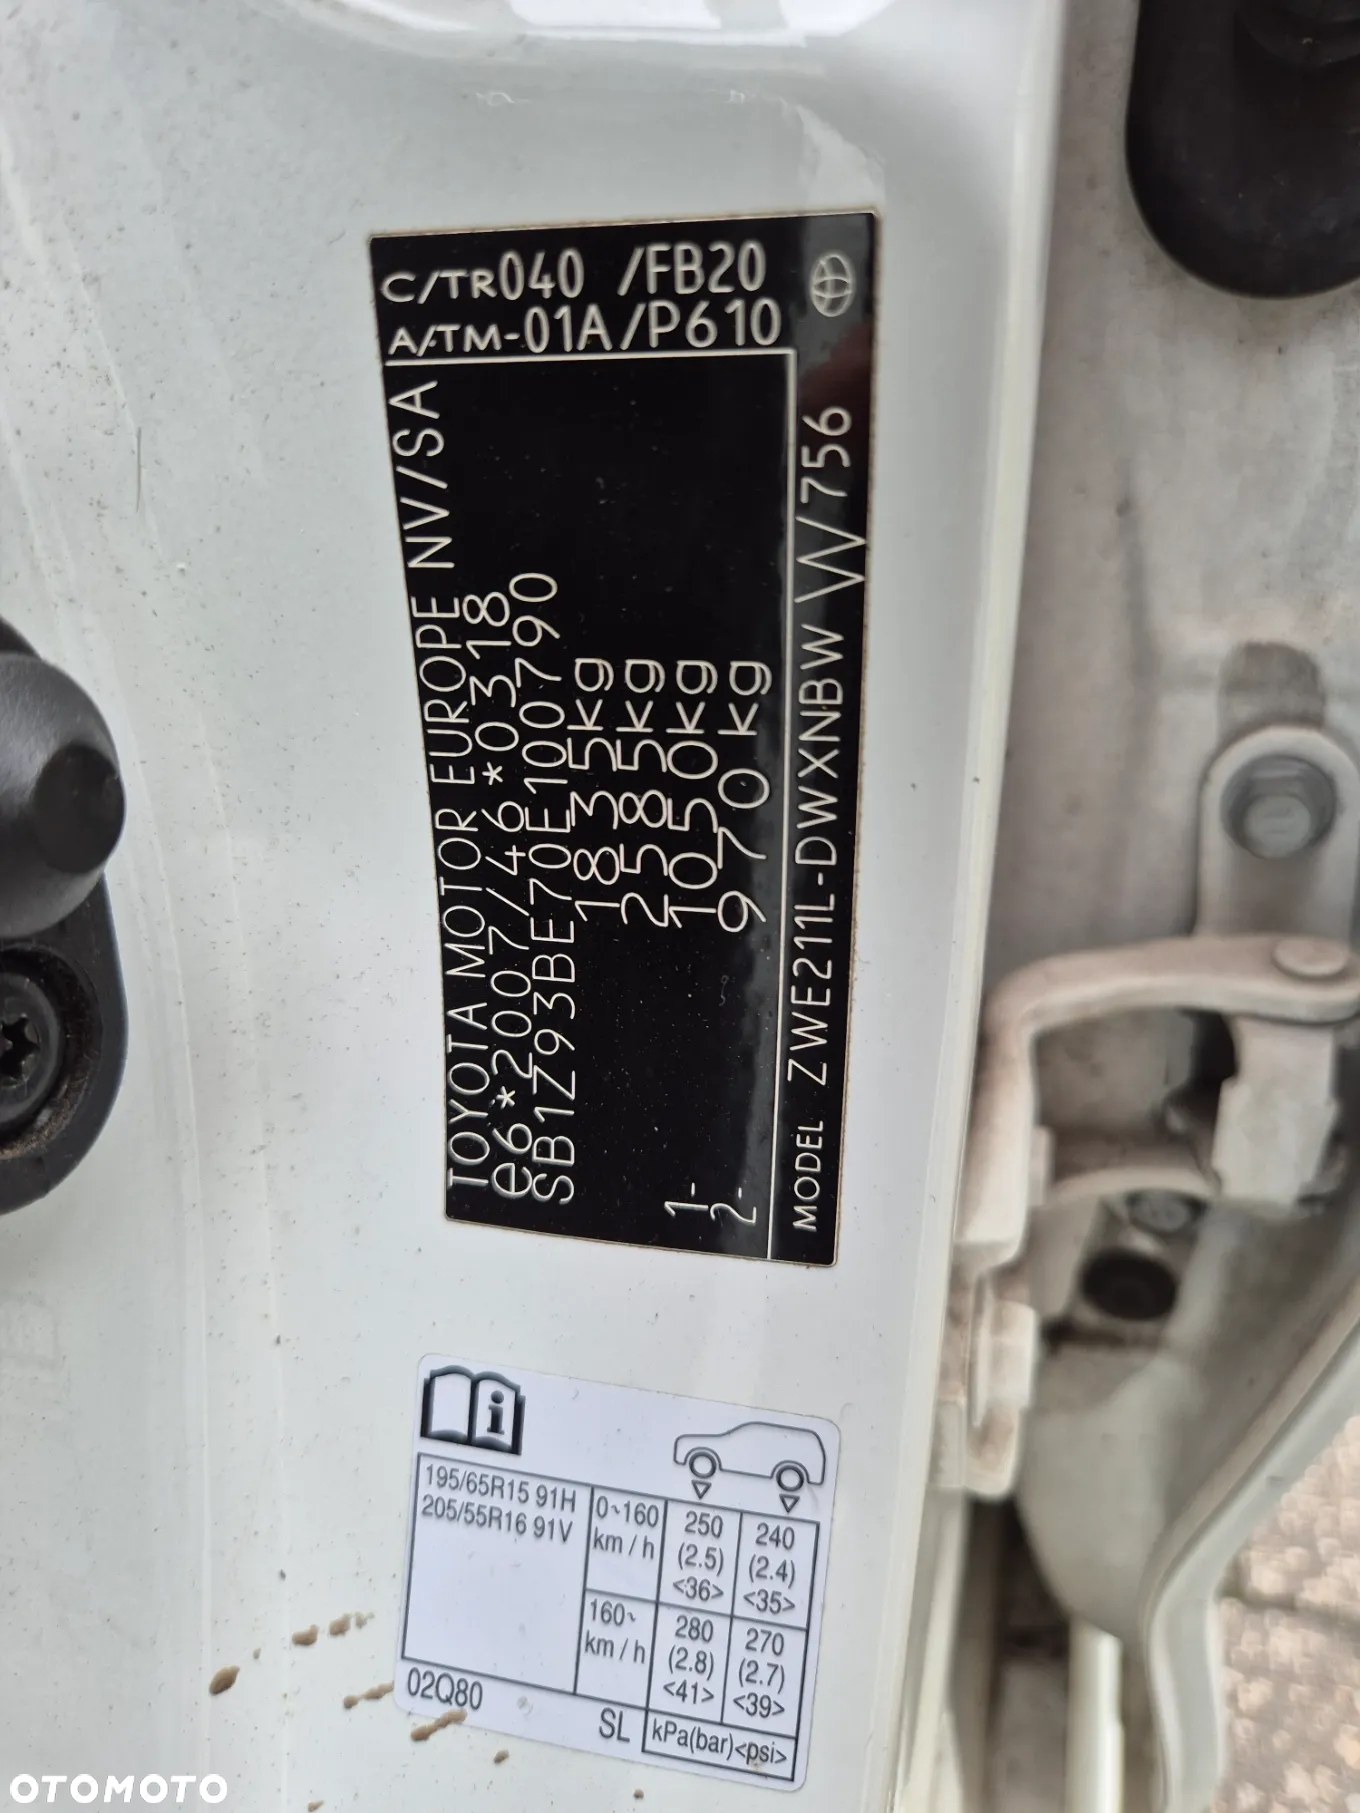 C/TR040 /FB20
A/TM-01A/P610
TOYOTA MOTOR EUROPE NV/SA
e6*2007/46*0318
SB1Z93BE70E100790
1835kg
2585kg
1- 1050kg
2- 970kg
MODEL ZWE211L-DWXNBW W756
195/65R15 91H
205/55R16 91V
0~160
km/h
250
(2.5)
<36>
240
(2.4)
<35>
160~
km/h
280
(2.8)
<41>
270
(2.7)
<39>
02Q80
SL
kPa(bar)<psi>
OTOMOTO